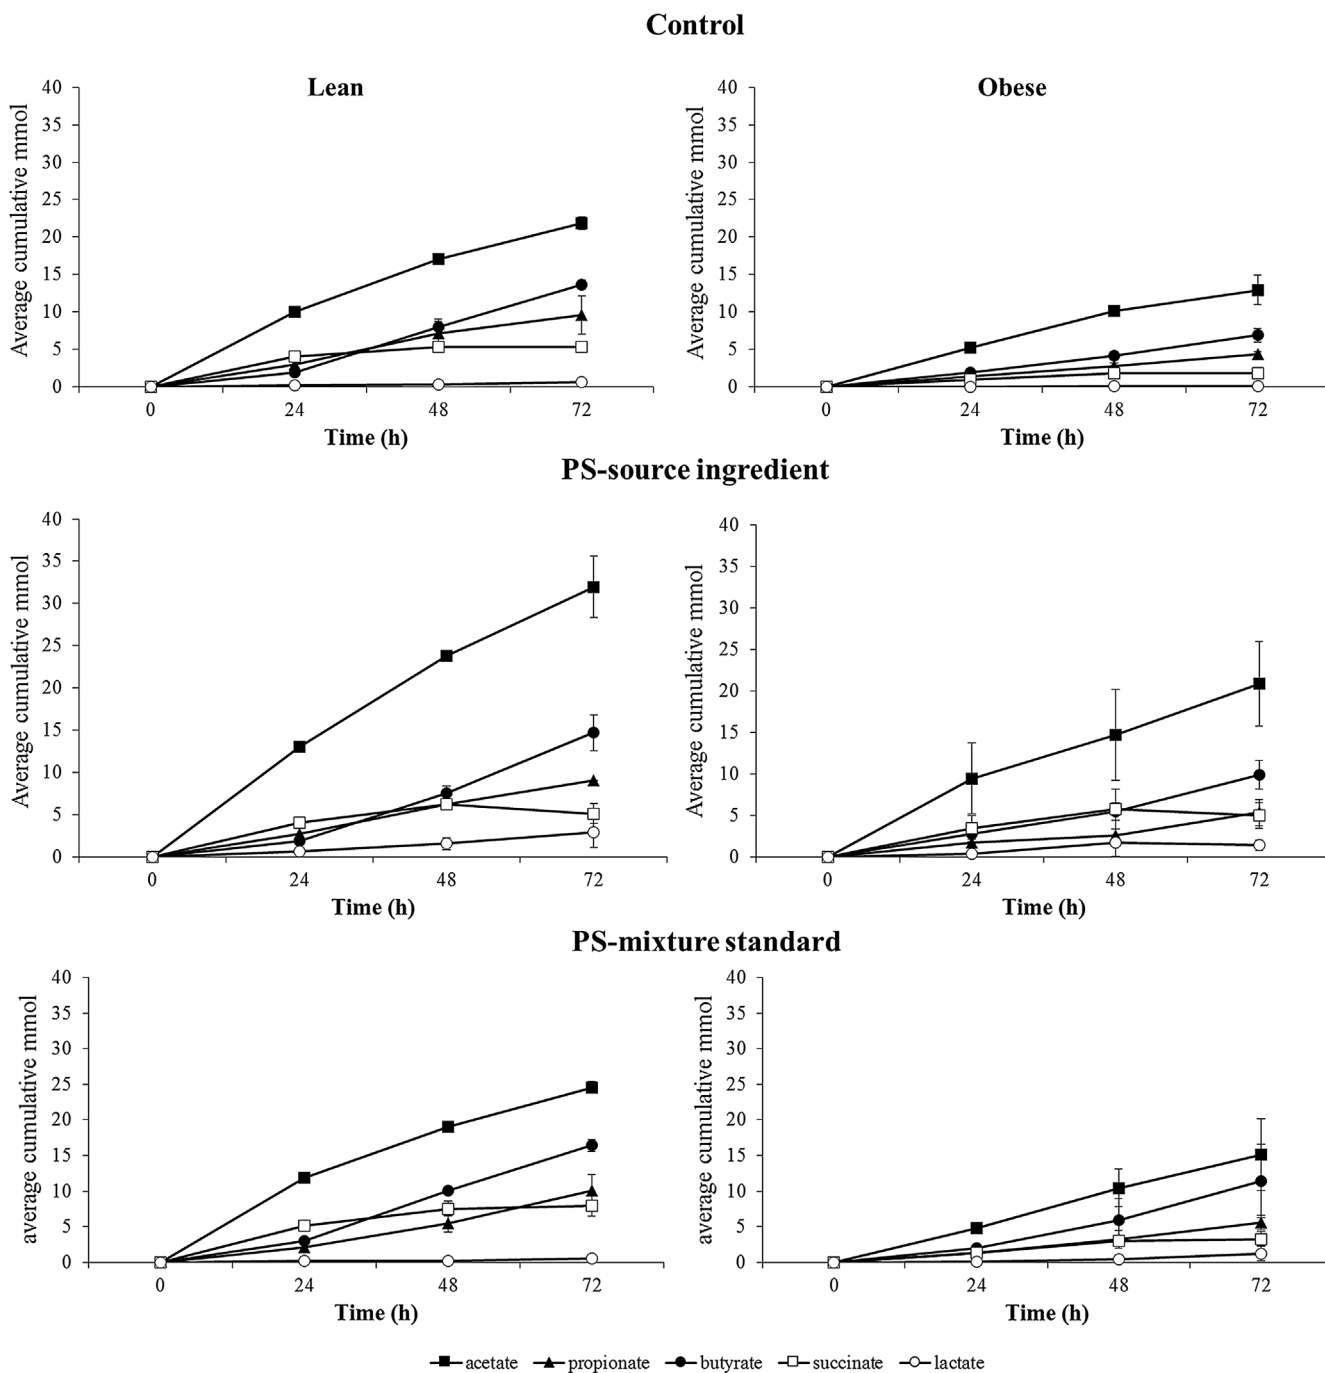 Control
Lean
Average cumulative mmol
40
35
30
25
20
15
10
5
0
0 24 48 72
Time (h)
Obese
Average cumulative mmol
40
35
30
25
20
15
10
5
0
0 24 48 72
Time (h)
PS-source ingredient
Average cumulative mmol
40
35
30
25
20
15
10
5
0
0 24 48 72
Time (h)
Average cumulative mmol
40
35
30
25
20
15
10
5
0
0 24 48 72
Time (h)
PS-mixture standard
average cumulative mmol
40
35
30
25
20
15
10
5
0
0 24 48 72
Time (h)
average cumulative mmol
40
35
30
25
20
15
10
5
0
0 24 48 72
Time (h)
acetate propionate butyrate succinate lactate